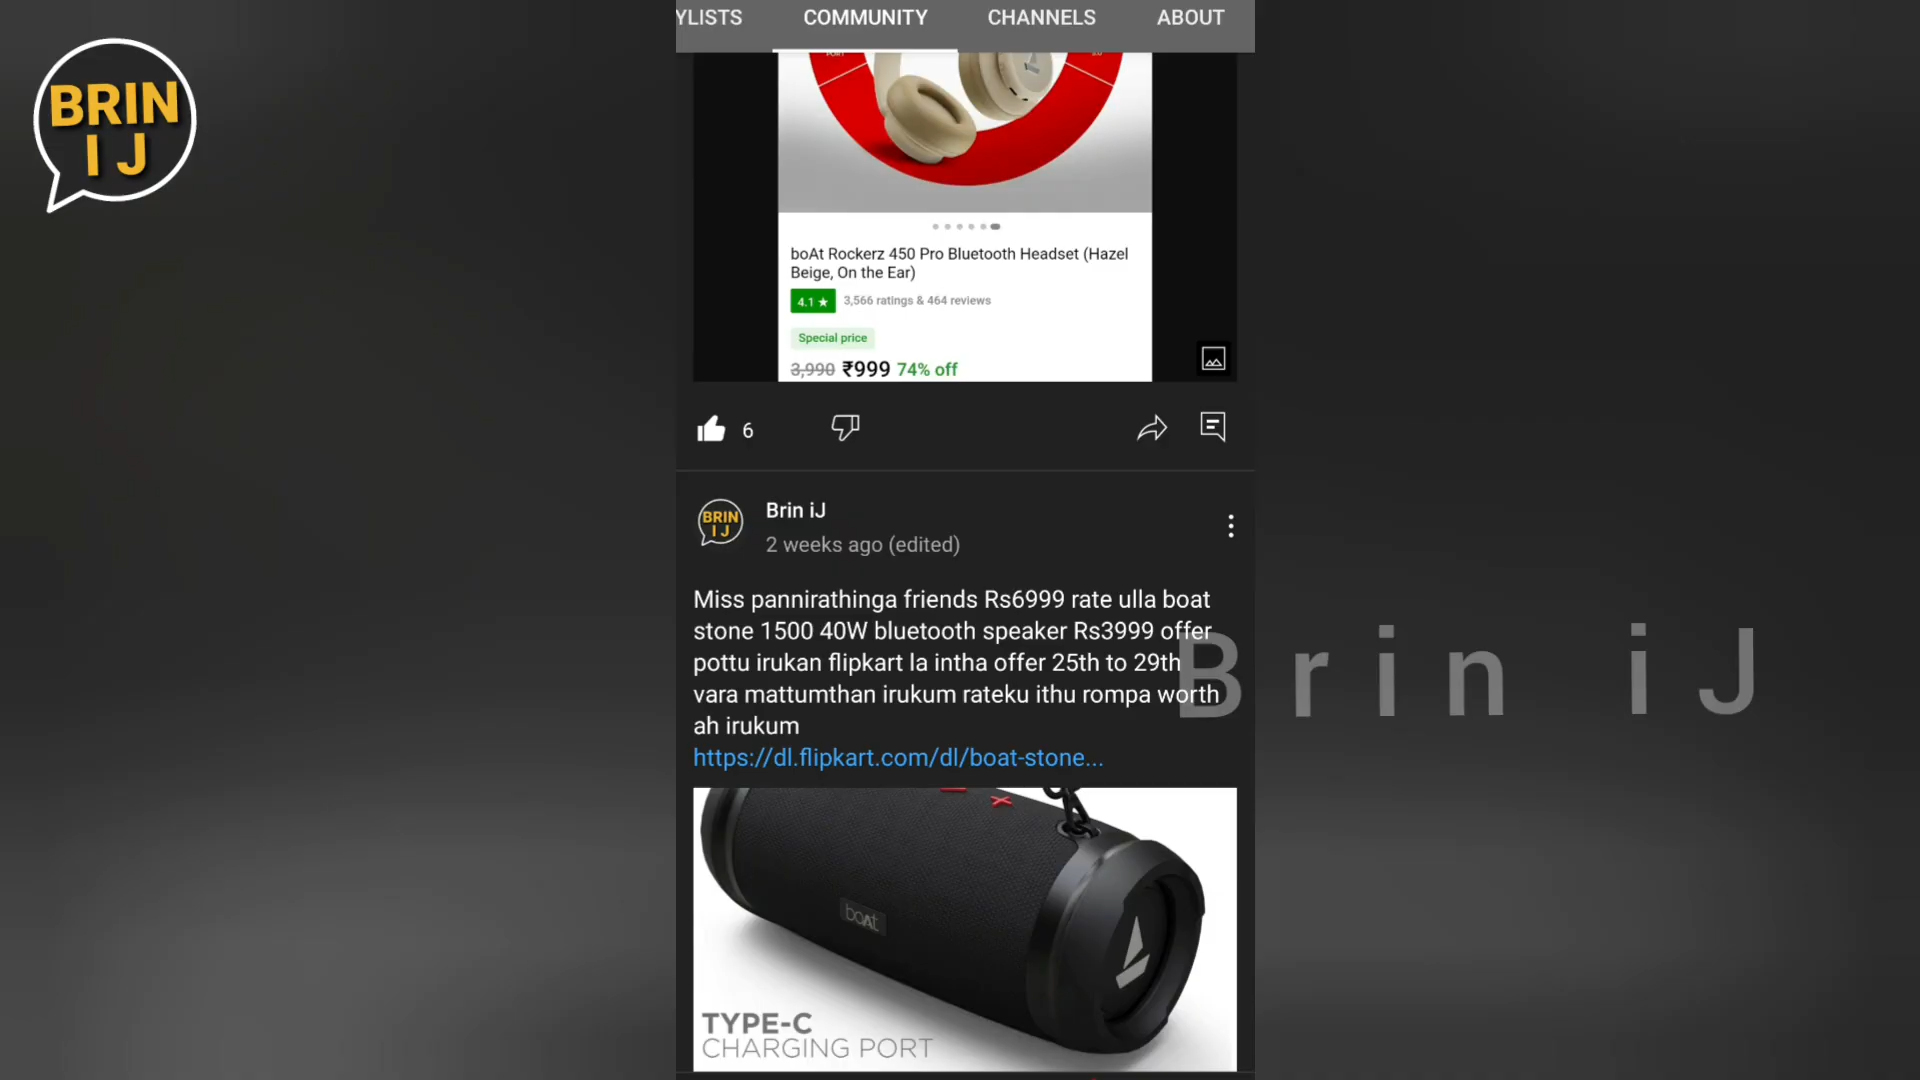 BRIN
IJ
YLISTS COMMUNITY CHANNELS ABOUT
boAt Rockerz 450 Pro Bluetooth Headset (Hazel
Beige, On the Ear)
4.1 ★ 3,566 ratings & 464 reviews
Special price
3,990 ₹999 74% off
6
BRIN
IJ
Brin iJ
2 weeks ago (edited)
Miss pannirathinga friends Rs6999 rate ulla boat
stone 1500 40W bluetooth speaker Rs3999 offer
pottu irukan flipkart la intha offer 25th to 29th
vara mattumthan irukum rateku ithu rompa worth
ah irukum
https://dl.flipkart.com/dl/boat-stone...
Brin iJ
boAt
TYPE-C
CHARGING PORT